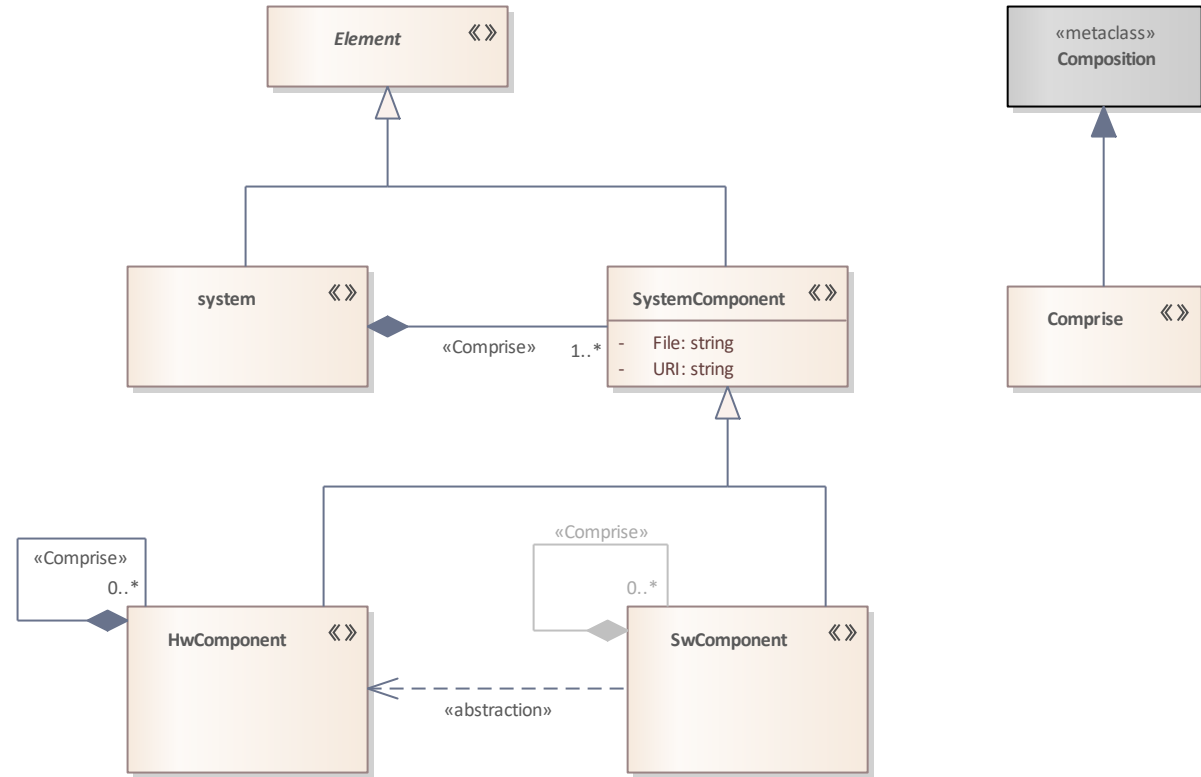 Element
«»
«metaclass»
Composition
system
«»
SystemComponent
«»
- File: string
- URI: string
«Comprise»
1..*
Comprise
«»
«Comprise»
0..*
«Comprise»
0..*
HwComponent
«»
SwComponent
«»
«abstraction»